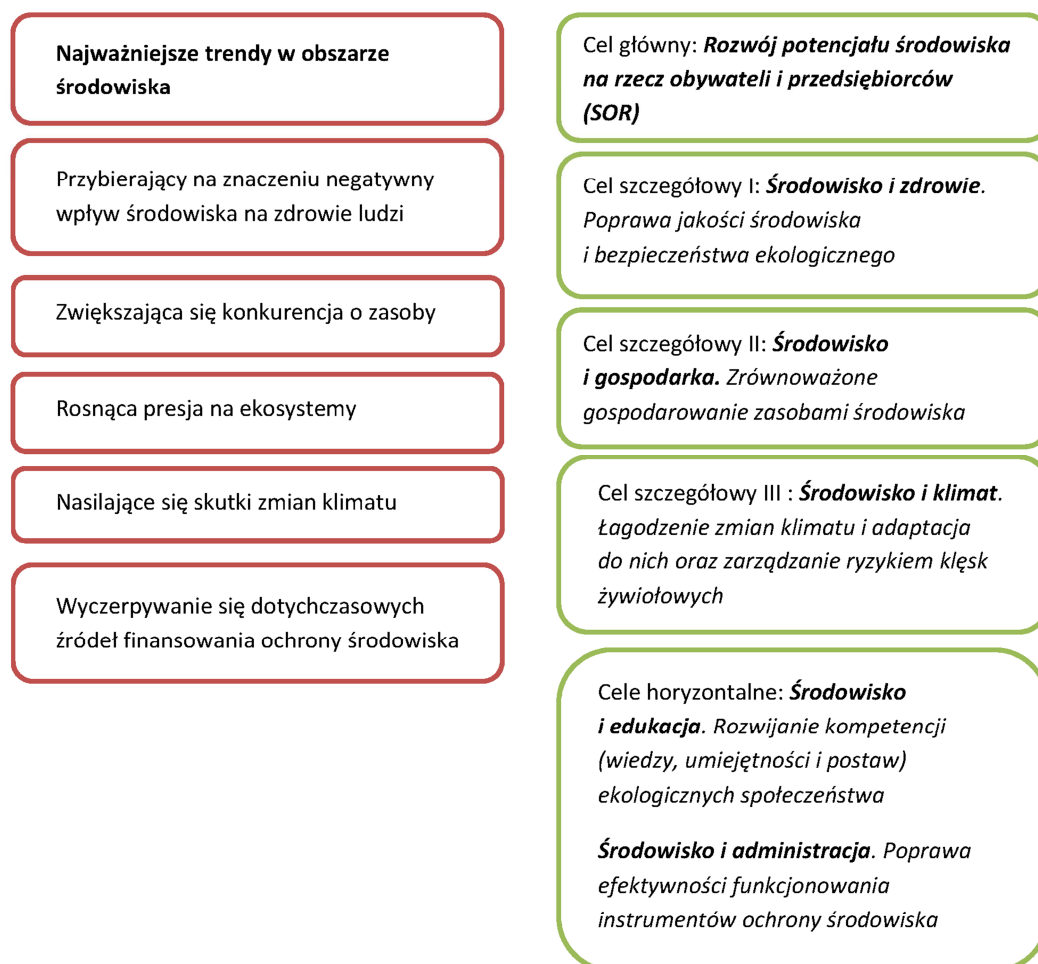 Najważniejsze trendy w obszarze
środowiska
Przybierający na znaczeniu negatywny
wpływ środowiska na zdrowie ludzi
Zwiększająca się konkurencja o zasoby
Rosnąca presja na ekosystemy
Nasilające się skutki zmian klimatu
Wyczerpywanie się dotychczasowych
źródeł finansowania ochrony środowiska
Cel główny: Rozwój potencjału środowiska
na rzecz obywateli i przedsiębiorców
(SOR)
Cel szczegółowy I: Środowisko i zdrowie.
Poprawa jakości środowiska
i bezpieczeństwa ekologicznego
Cel szczegółowy II: Środowisko
i gospodarka. Zrównoważone
gospodarowanie zasobami środowiska
Cel szczegółowy III : Środowisko i klimat.
Łagodzenie zmian klimatu i adaptacja
do nich oraz zarządzanie ryzykiem klęsk
żywiołowych
Cele horyzontalne: Środowisko
i edukacja. Rozwijanie kompetencji
(wiedzy, umiejętności i postaw)
ekologicznych społeczeństwa
Środowisko i administracja. Poprawa
efektywności funkcjonowania
instrumentów ochrony środowiska